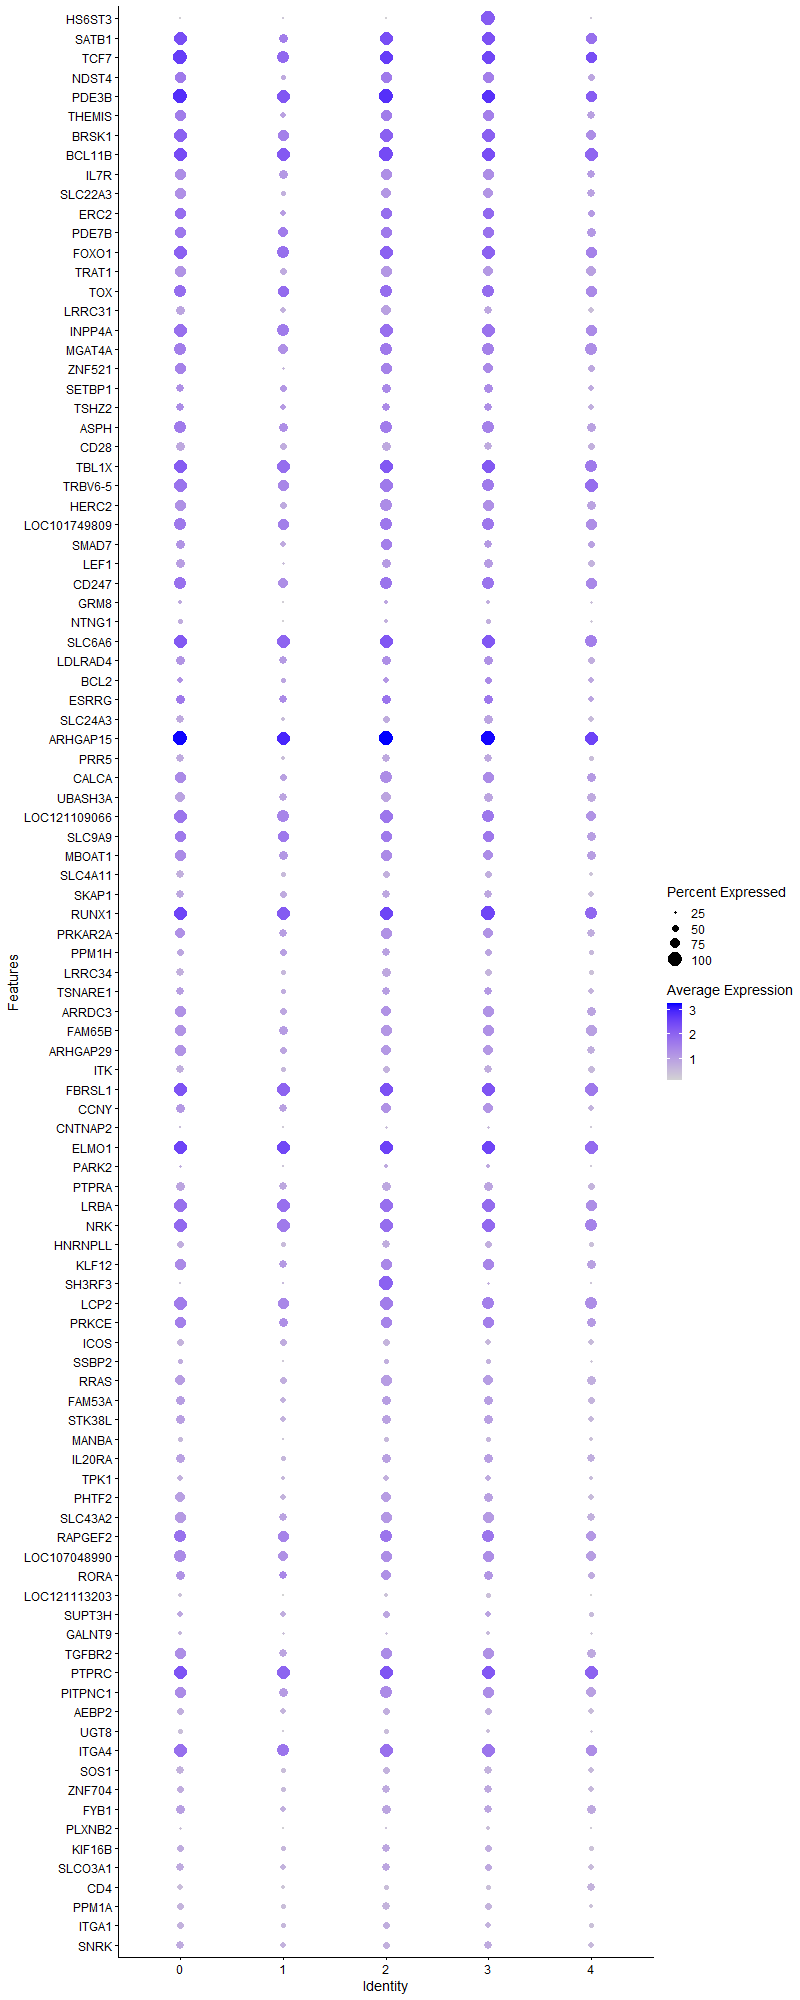 HS6ST3
SATB1
TCF7
NDST4
PDE3B
THEMIS
BRSK1
BCL11B
IL7R
SLC22A3
ERC2
PDE7B
FOXO1
TRAT1
TOX
LRRC31
INPP4A
MGAT4A
ZNF521
SETBP1
TSHZ2
ASPH
CD28
TBL1X
TRBV6-5
HERC2
LOC101749809
SMAD7
LEF1
CD247
GRM8
NTNG1
SLC6A6
LDLRAD4
BCL2
ESRRG
SLC24A3
ARHGAP15
PRR5
CALCA
UBASH3A
LOC121109066
SLC9A9
MBOAT1
SLC4A11
SKAP1
RUNX1
PRKAR2A
PPM1H
LRRC34
TSNARE1
ARRDC3
FAM65B
ARHGAP29
ITK
FBRSL1
CCNY
CNTNAP2
ELMO1
PARK2
PTPRA
LRBA
NRK
HNRNPLL
KLF12
SH3RF3
LCP2
PRKCE
ICOS
SSBP2
RRAS
FAM53A
STK38L
MANBA
IL20RA
TPK1
PHTF2
SLC43A2
RAPGEF2
LOC107048990
RORA
LOC121113203
SUPT3H
GALNT9
TGFBR2
PTPRC
PITPNC1
AEBP2
UGT8
ITGA4
SOS1
ZNF704
FYB1
PLXNB2
KIF16B
SLCO3A1
CD4
PPM1A
ITGA1
SNRK
Features
0 1 2 3 4
Identity
Percent Expressed
25
50
75
100
Average Expression
3
2
1